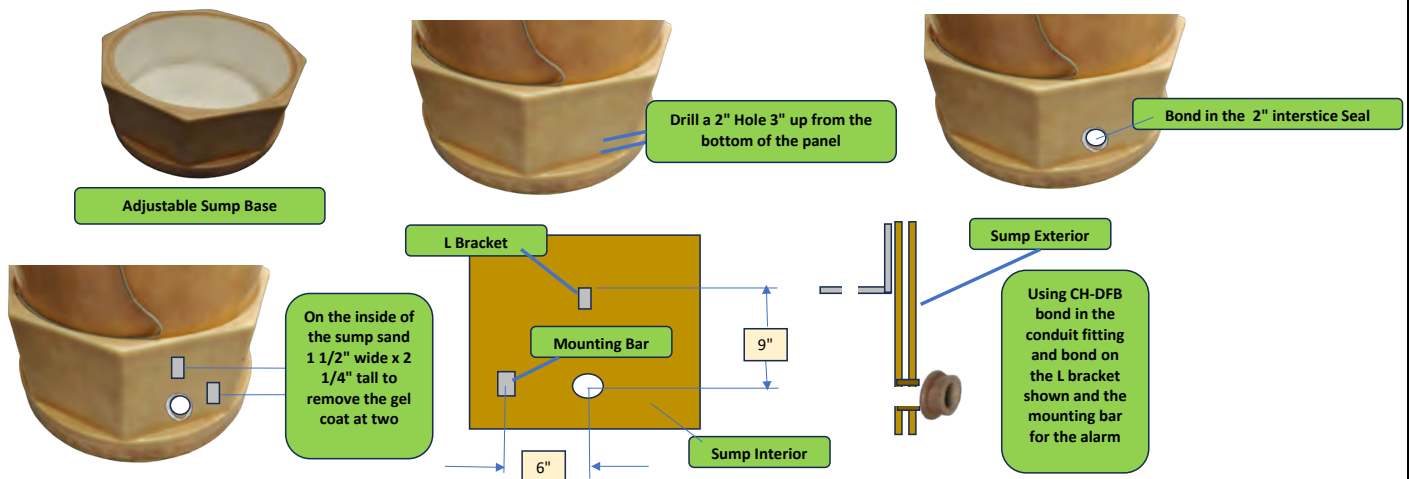 Adjustable Sump Base
Drill a 2" Hole 3" up from the
bottom of the panel
Bond in the 2" interstice Seal
On the inside of
the sump sand
1 1/2" wide x 2
1/4" tall to
remove the gel
coat at two
L Bracket
Mounting Bar
9"
6"
Sump Interior
Sump Exterior
Using CH-DFB
bond in the
conduit fitting
and bond on
the L bracket
shown and the
mounting bar
for the alarm